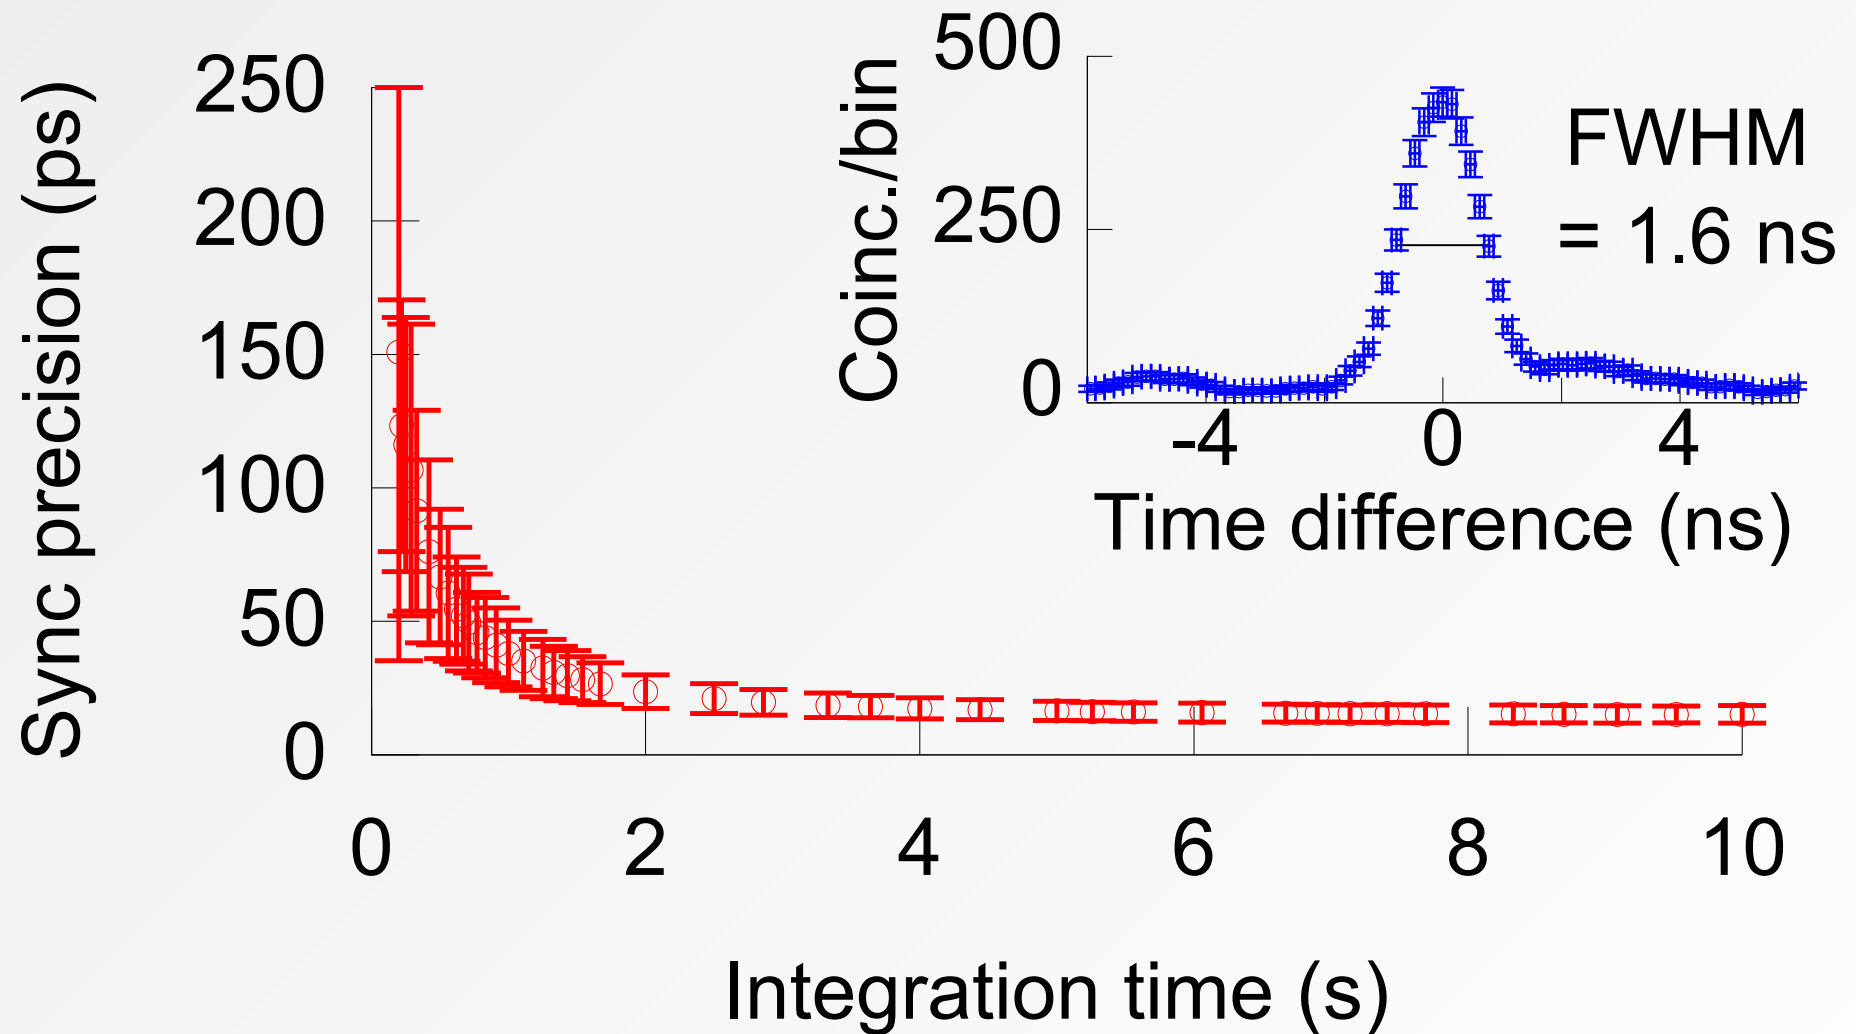 Sync precision (ps)
250
200
150
100
50
0
0 2 4 6 8 10
Integration time (s)
Coinc./bin
500
250
0
-4 0 4
Time difference (ns)
FWHM
= 1.6 ns